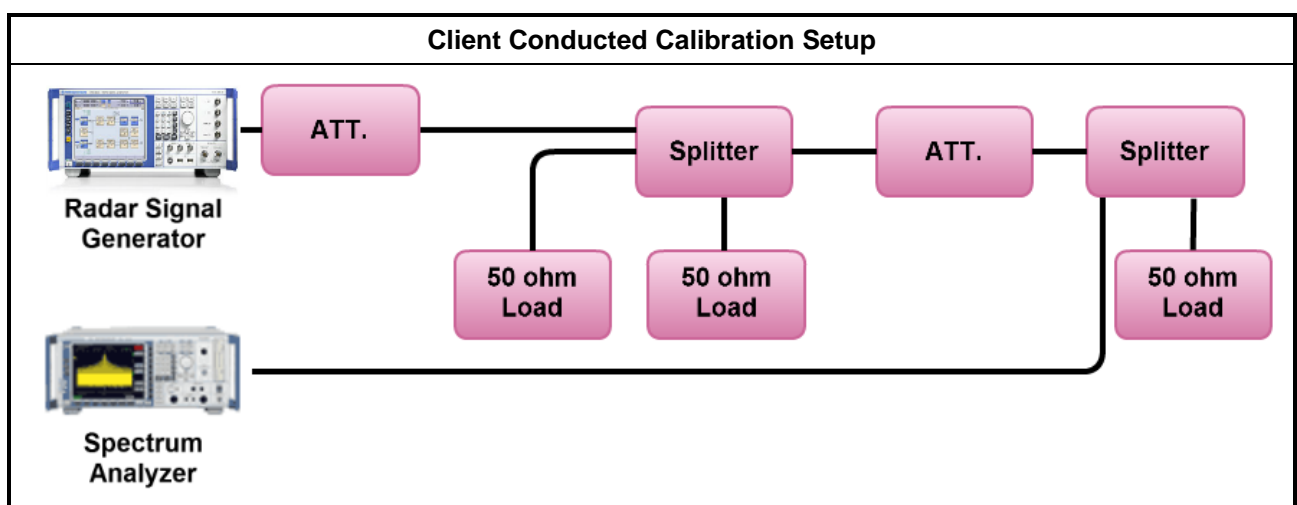 Client Conducted Calibration Setup
ATT.
Splitter
ATT.
Splitter
Radar Signal
Generator
50 ohm
Load
50 ohm
Load
50 ohm
Load
Spectrum
Analyzer